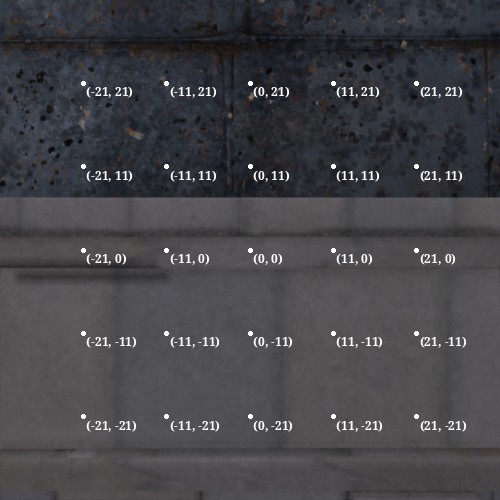 (-21, 21) (-11, 21) (0, 21) (11, 21) (21, 21)
(-21, 11) (-11, 11) (0, 11) (11, 11) (21, 11)
(-21, 0) (-11, 0) (0, 0) (11, 0) (21, 0)
(-21, -11) (-11, -11) (0, -11) (11, -11) (21, -11)
(-21, -21) (-11, -21) (0, -21) (11, -21) (21, -21)